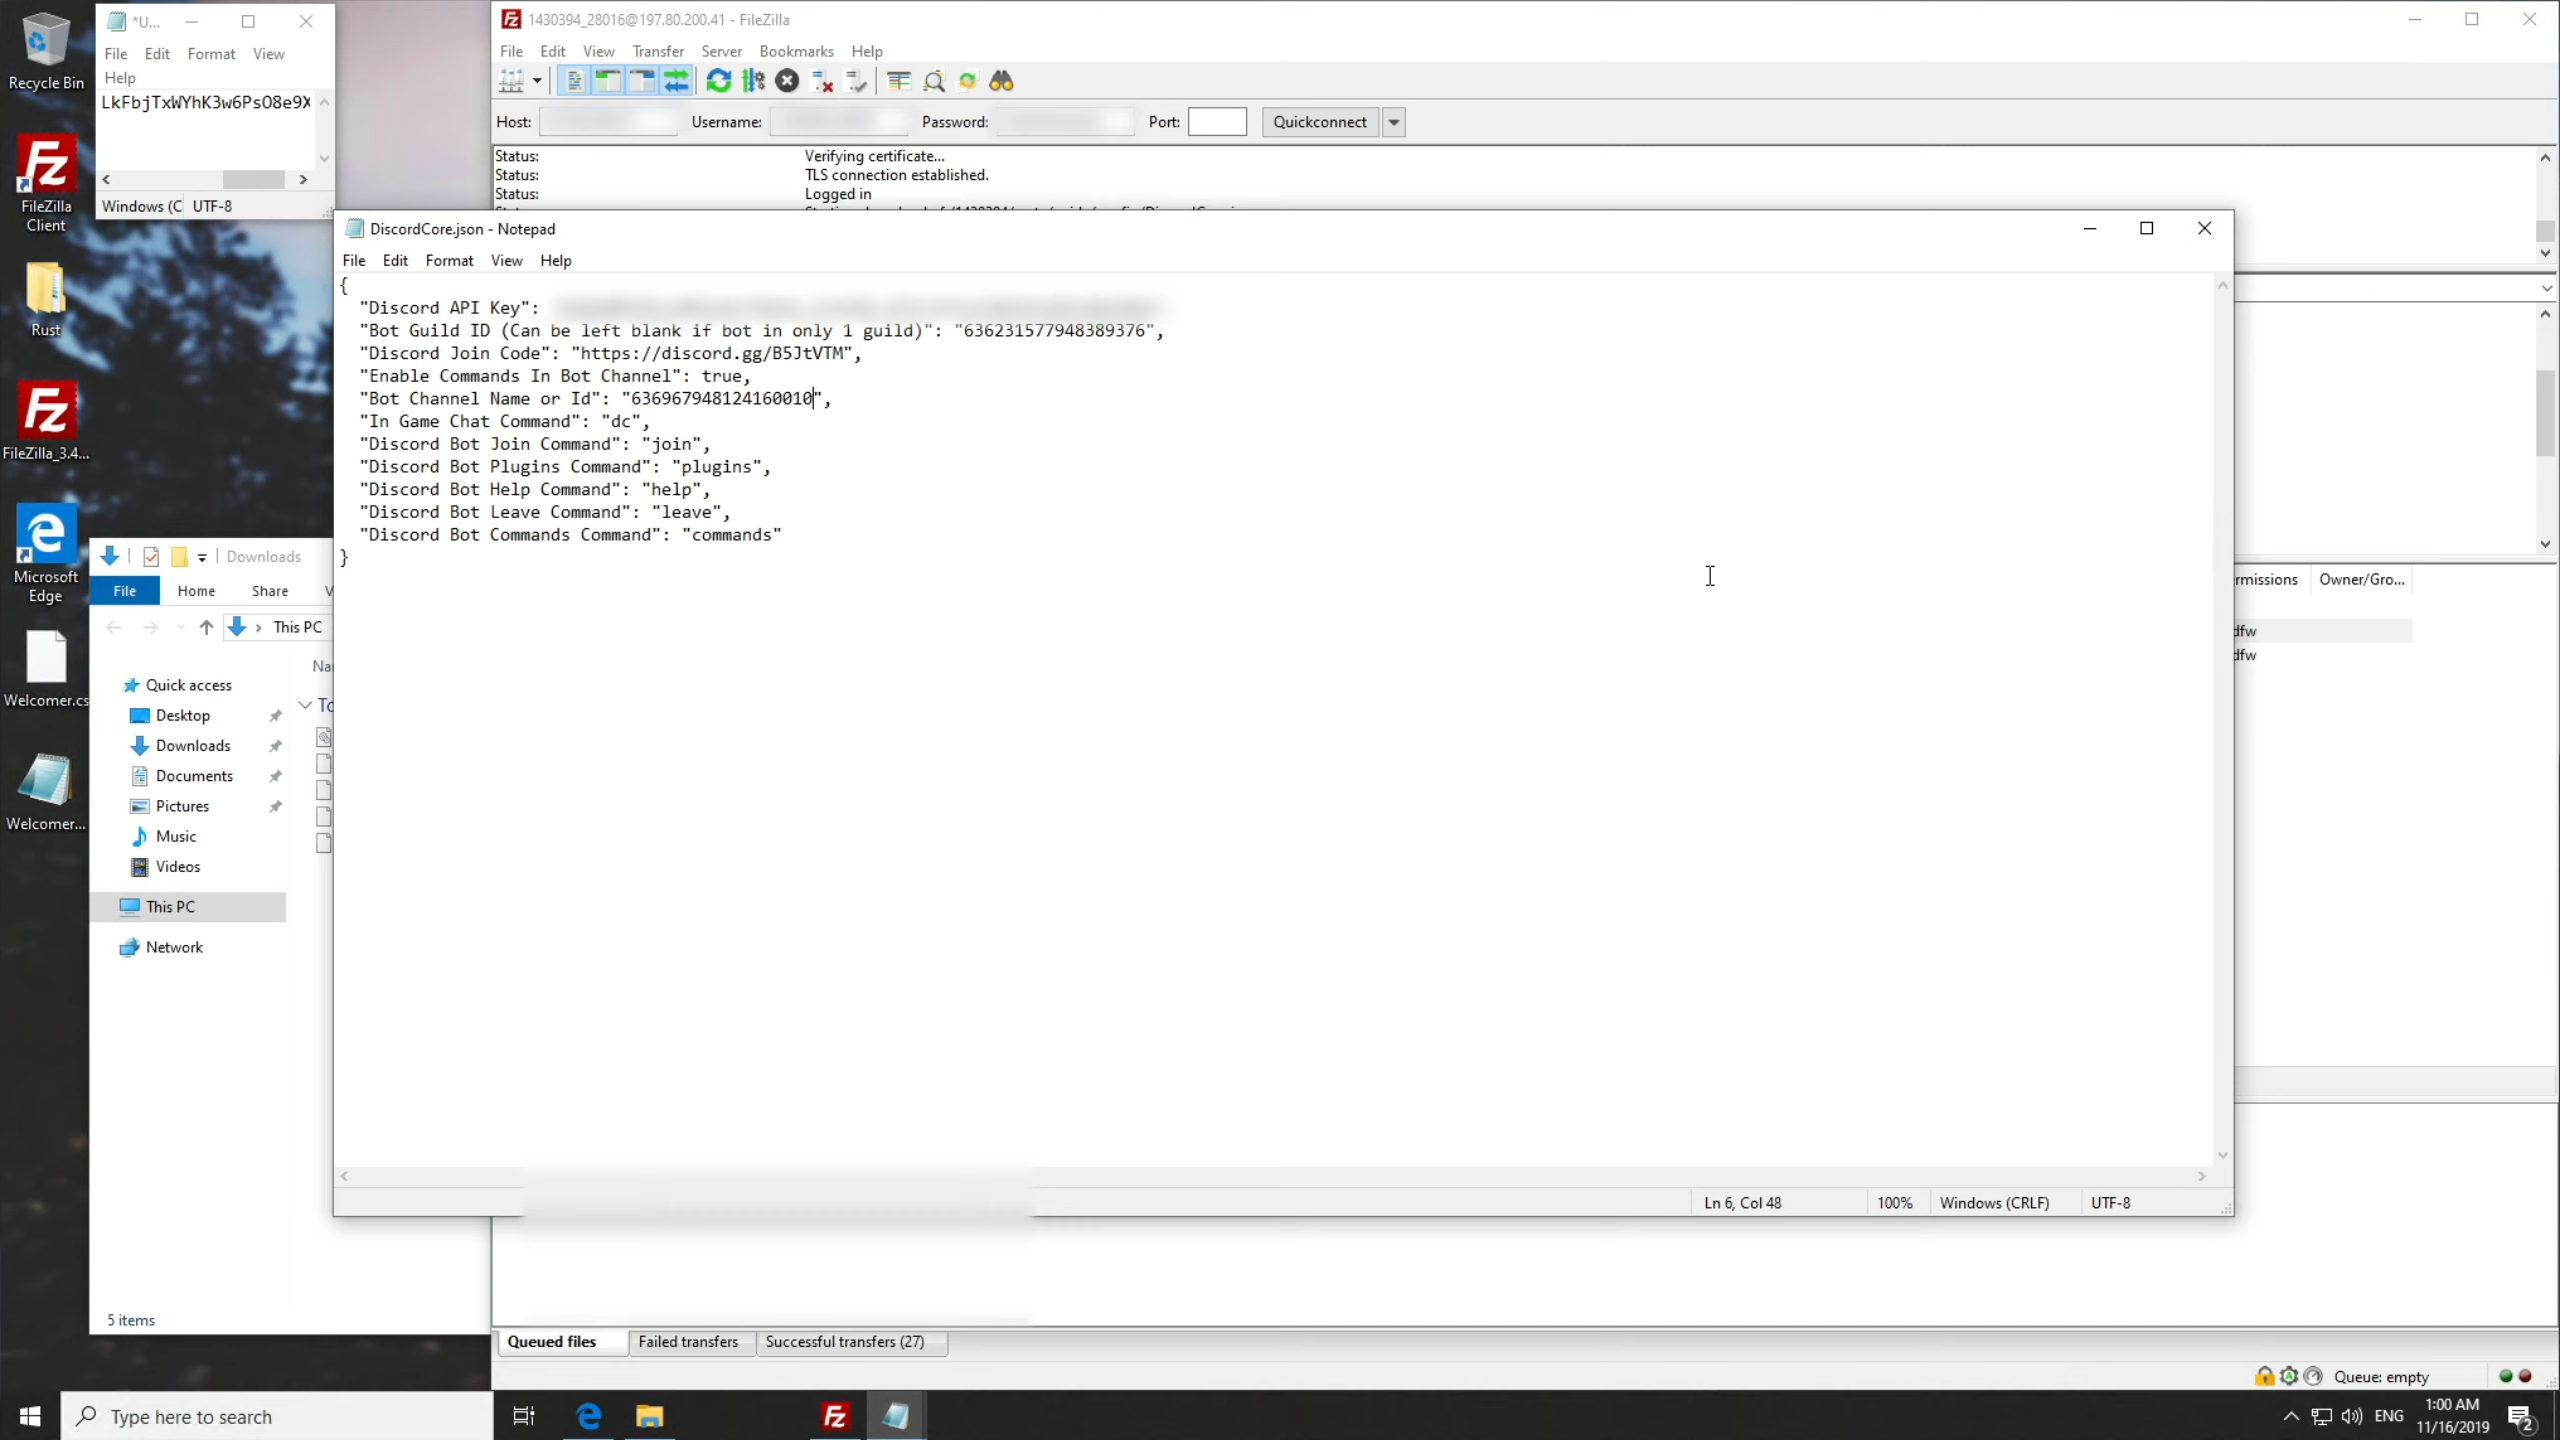 Recycle Bin
FileZilla
Client
Rust
FileZilla_3.4...
Microsoft
Edge
Welcomer.cs
Welcomer...
*U...
File Edit Format View
Help
LkFbjTxWYhK3w6PsO8e9X
Windows (C UTF-8
1430394_28016@197.80.200.41 - FileZilla
File Edit View Transfer Server Bookmarks Help
Host: Username: Password: Port: Quickconnect
Status: Verifying certificate...
Status: TLS connection established.
Status: Logged in
DiscordCore.json - Notepad
File Edit Format View Help
{
"Discord API Key":
"Bot Guild ID (Can be left blank if bot in only 1 guild)": "636231577948389376",
"Discord Join Code": "https://discord.gg/B5JtVTM",
"Enable Commands In Bot Channel": true,
"Bot Channel Name or Id": "636967948124160010",
"In Game Chat Command": "dc",
"Discord Bot Join Command": "join",
"Discord Bot Plugins Command": "plugins",
"Discord Bot Help Command": "help",
"Discord Bot Leave Command": "leave",
"Discord Bot Commands Command": "commands"
}
Ln 6, Col 48 100% Windows (CRLF) UTF-8
Downloads
File Home Share V
This PC
Na
To
Quick access
Desktop
Downloads
Documents
Pictures
Music
Videos
This PC
Network
5 items
rmissions Owner/Gro...
dfw
dfw
Queued files Failed transfers Successful transfers (27)
Queue: empty
Type here to search
ENG
1:00 AM
11/16/2019
2